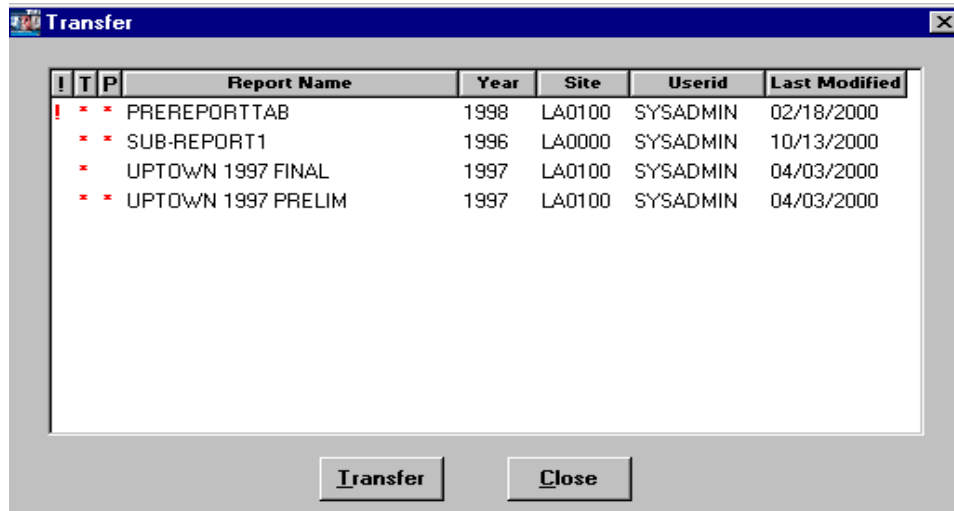 Transfer
! T P Report Name Year Site Userid Last Modified
! * * PREREPORTTAB 1998 LA0100 SYSADMIN 02/18/2000
* * SUB-REPORT1 1996 LA0000 SYSADMIN 10/13/2000
* UPTOWN 1997 FINAL 1997 LA0100 SYSADMIN 04/03/2000
* * UPTOWN 1997 PRELIM 1997 LA0100 SYSADMIN 04/03/2000
Transfer Close